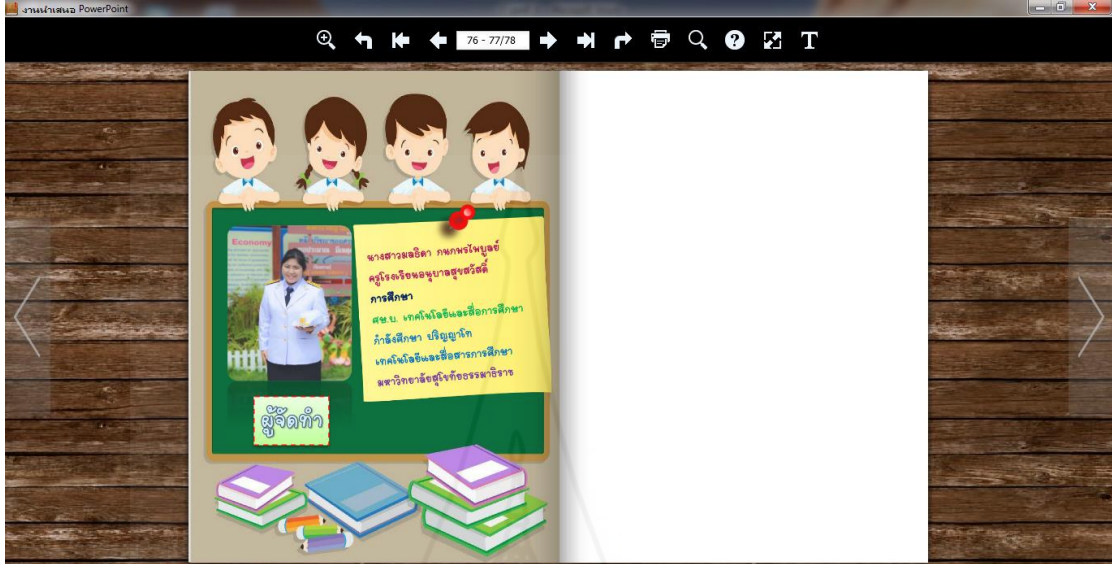 งานนำเสนอ PowerPoint
76 - 77/78
?
T
Economy
นางสาวมลธิดา กนกพรไพบูลย์
ครูโรงเรียนอนุบาลสุขสวัสดิ์
การศึกษา
ศษ.บ. เทคโนโลยีและสื่อการศึกษา
กำลังศึกษา ปริญญาโท
เทคโนโลยีและสื่อสารการศึกษา
มหาวิทยาลัยสุโขทัยธรรมาธิราช
ผู้จัดทำ